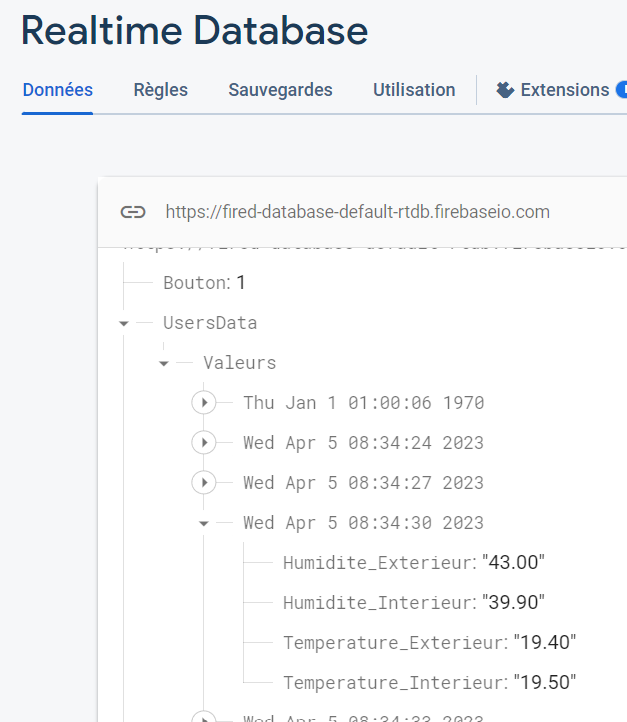 Realtime Database
Données Règles Sauvegardes Utilisation Extensions
https://fired-database-default-rtdb.firebaseio.com
Bouton: 1
UsersData
Valeurs
Thu Jan 1 01:00:06 1970
Wed Apr 5 08:34:24 2023
Wed Apr 5 08:34:27 2023
Wed Apr 5 08:34:30 2023
Humidite_Exterieur: "43.00"
Humidite_Interieur: "39.90"
Temperature_Exterieur: "19.40"
Temperature_Interieur: "19.50"
Wed Apr 5 08:34:33 2023